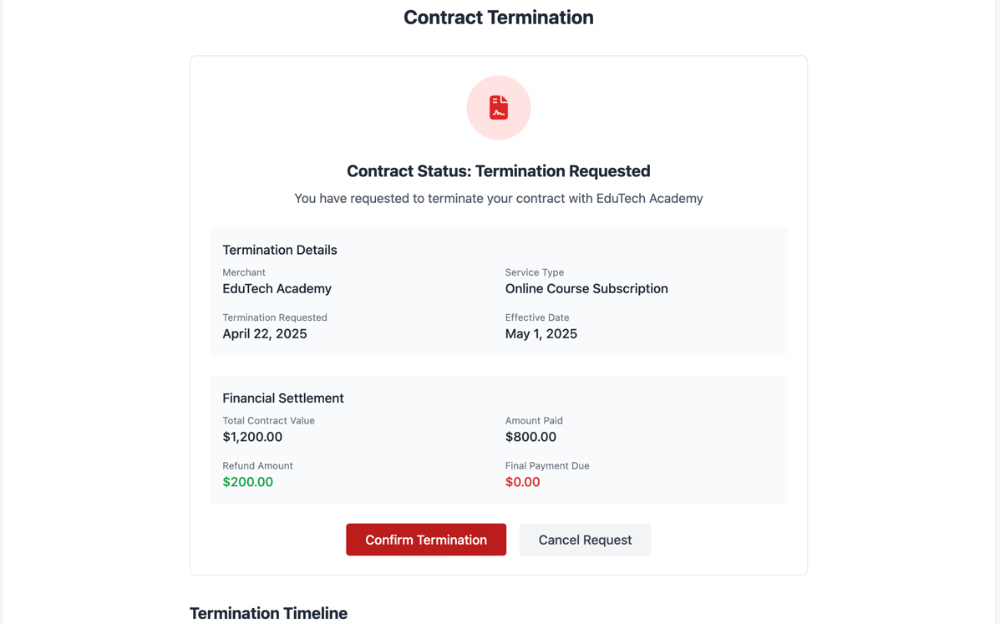 Contract Termination
Contract Status: Termination Requested
You have requested to terminate your contract with EduTech Academy
Termination Details
Merchant
EduTech Academy
Service Type
Online Course Subscription
Termination Requested
April 22, 2025
Effective Date
May 1, 2025
Financial Settlement
Total Contract Value
$1,200.00
Amount Paid
$800.00
Refund Amount
$200.00
Final Payment Due
$0.00
Confirm Termination
Cancel Request
Termination Timeline